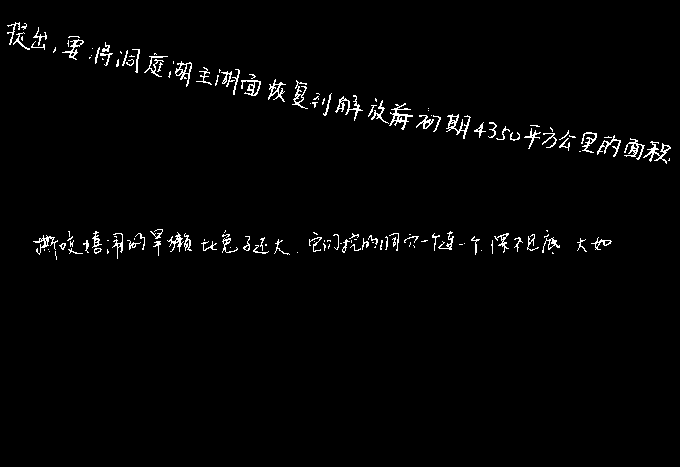 提出,要将洞庭湖主湖面恢复到解放前初期4350平方公里的面积
撕咬嬉闹的旱獭比兔子还大.它们挖的洞穴一个连一个,深不见底 大如